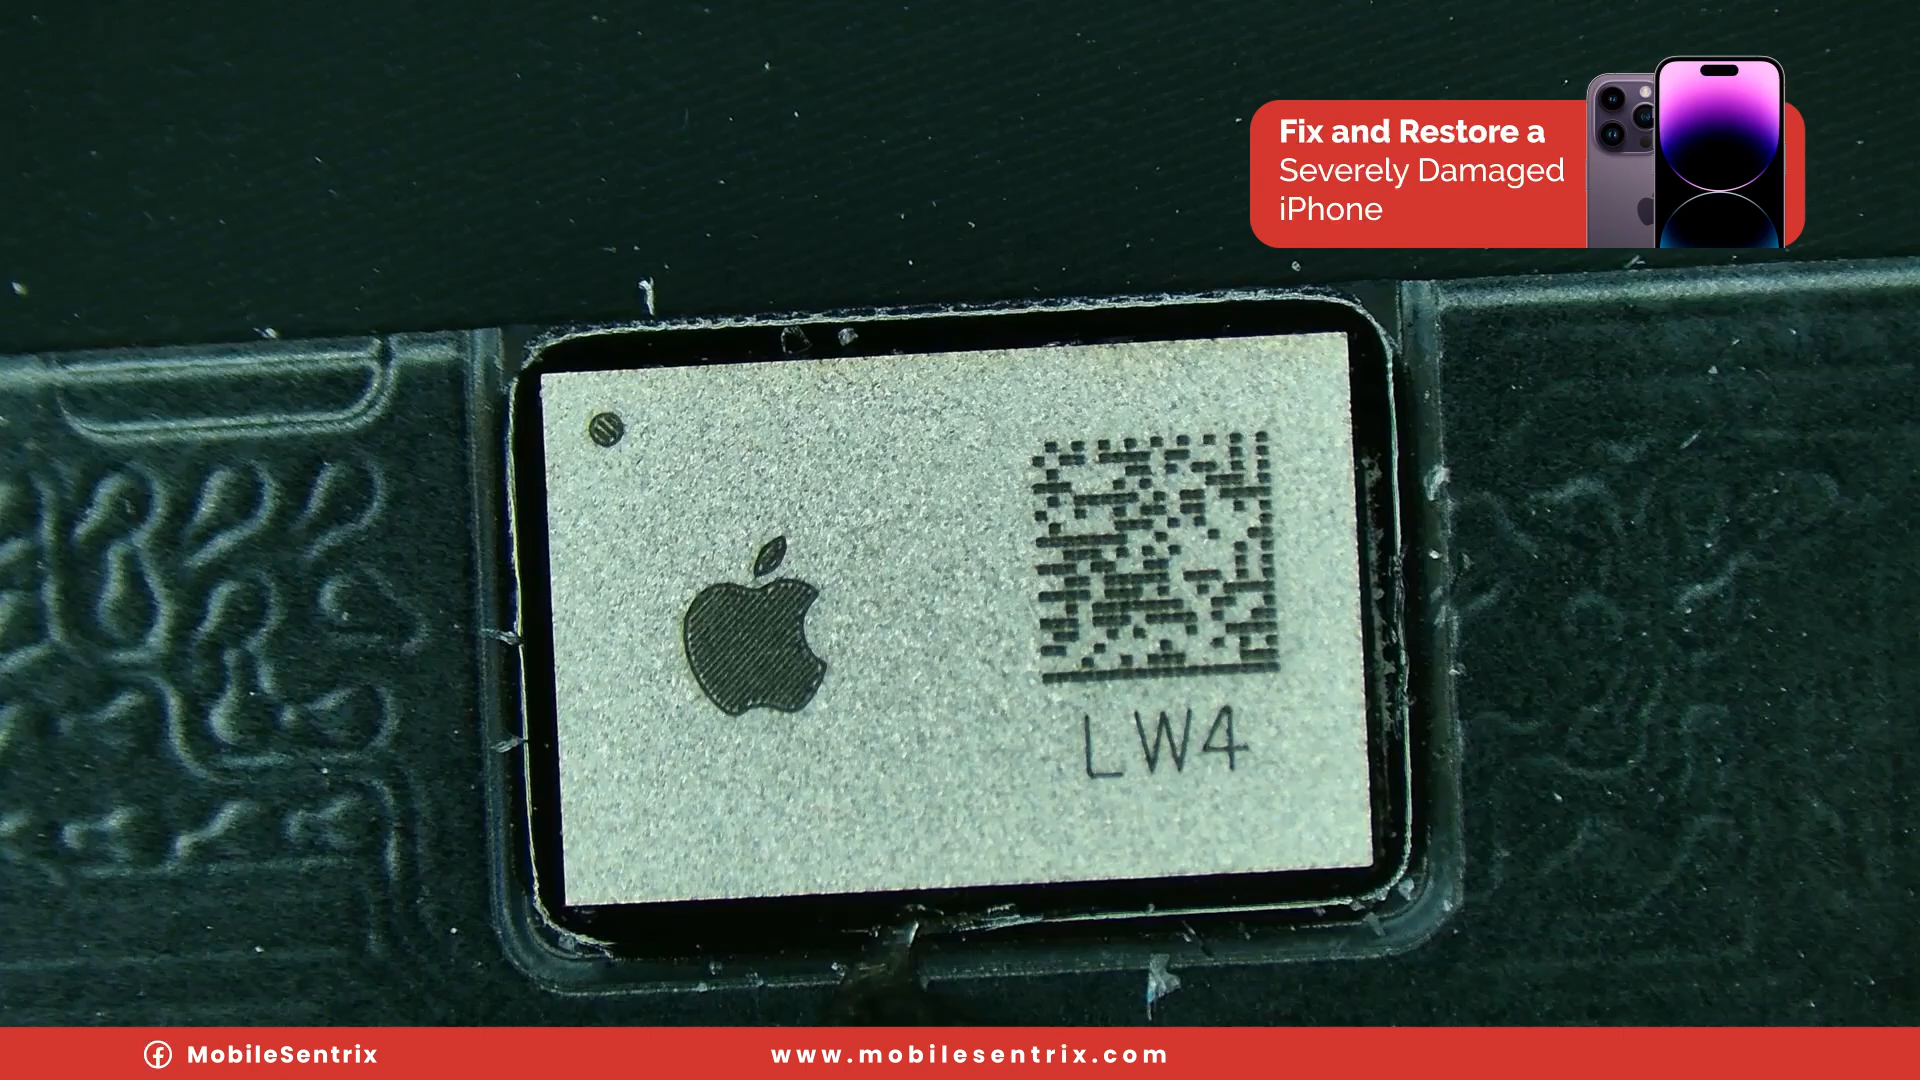 Fix and Restore a
Severely Damaged
iPhone
LW4
MobileSentrix
www.mobilesentrix.com